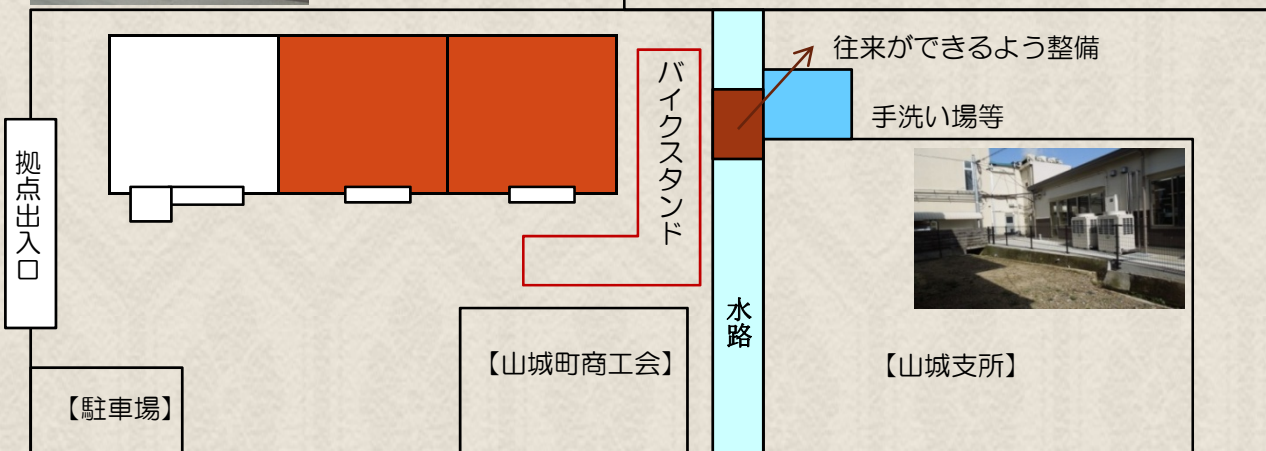 往来ができるよう整備
バイクスタンド
手洗い場等
拠点出入口
水路
【山城町商工会】
【山城支所】
【駐車場】